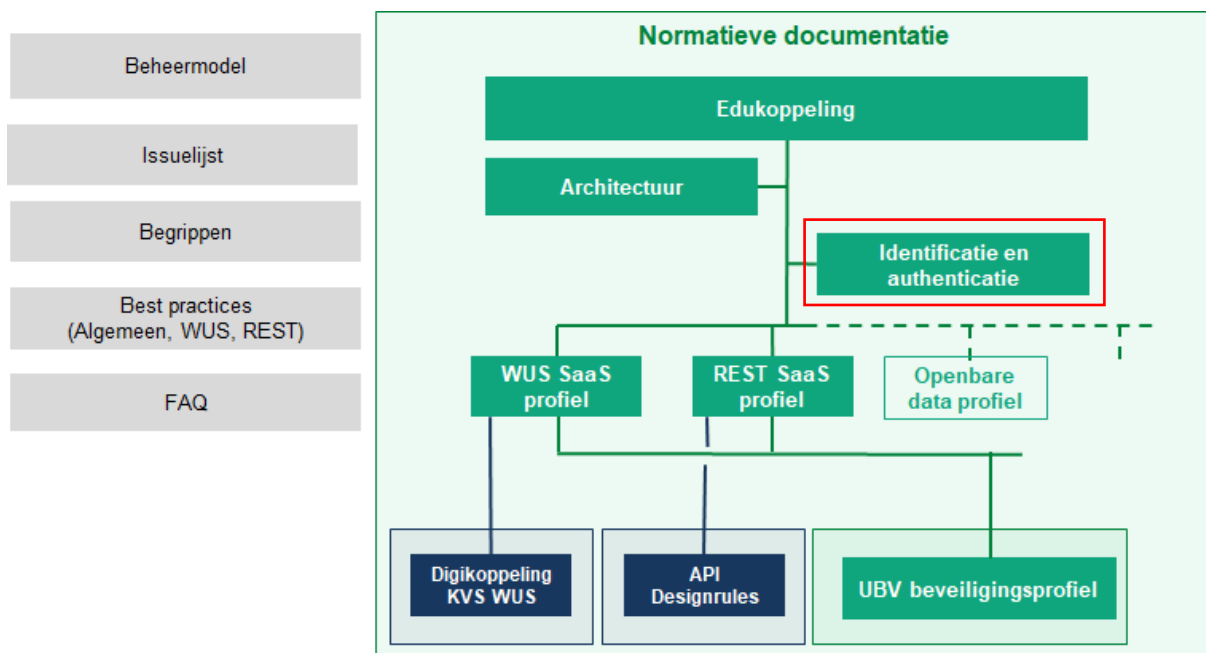 Beheermodel
Issuelijst
Begrippen
Best practices
(Algemeen, WUS, REST)
FAQ
Normatieve documentatie
Edukoppeling
Architectuur
Identificatie en
authenticatie
WUS SaaS
profiel
REST SaaS
profiel
Openbare
data profiel
Digikoppeling
KVS WUS
API
Designrules
UBV beveiligingsprofiel